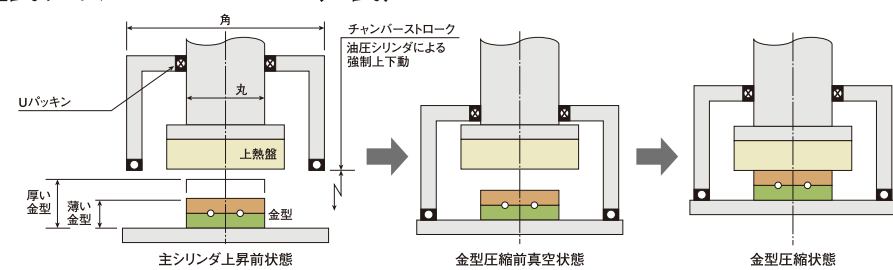 角
チャンバーストローク
油圧シリンダによる
強制上下動
Uパッキン
丸
上熱盤
厚い
金型
薄い
金型
金型
主シリンダ上昇前状態
金型圧縮前真空状態
金型圧縮状態